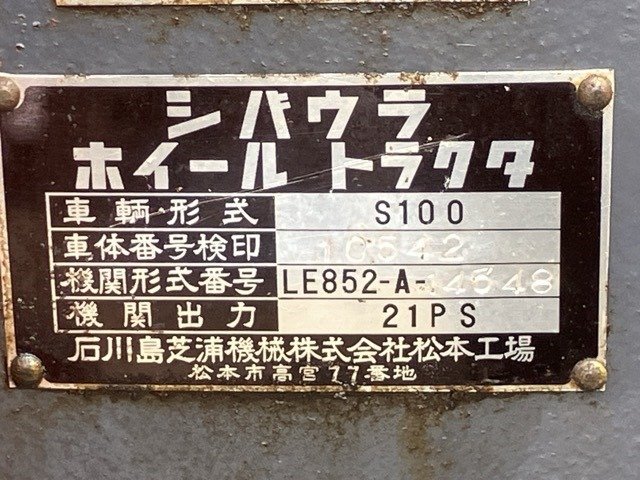 シバウラ
ホイールトラクタ
車輌・形式 S100
車体番号検印 10542
機関形式番号 LE852-A-14548
機関出力 21PS
石川島芝浦機械株式会社松本工場
松本市高宮77番地